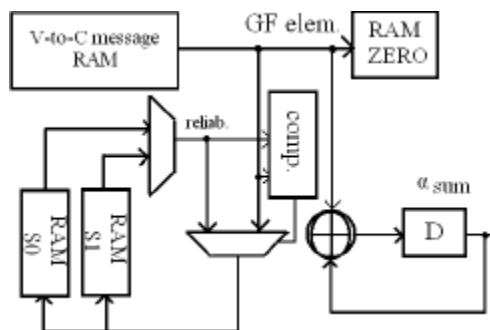 V-to-C message
RAM
GF elem.
RAM
ZERO
reliab.
comp.
α sum
D
RAM
S0
RAM
S1